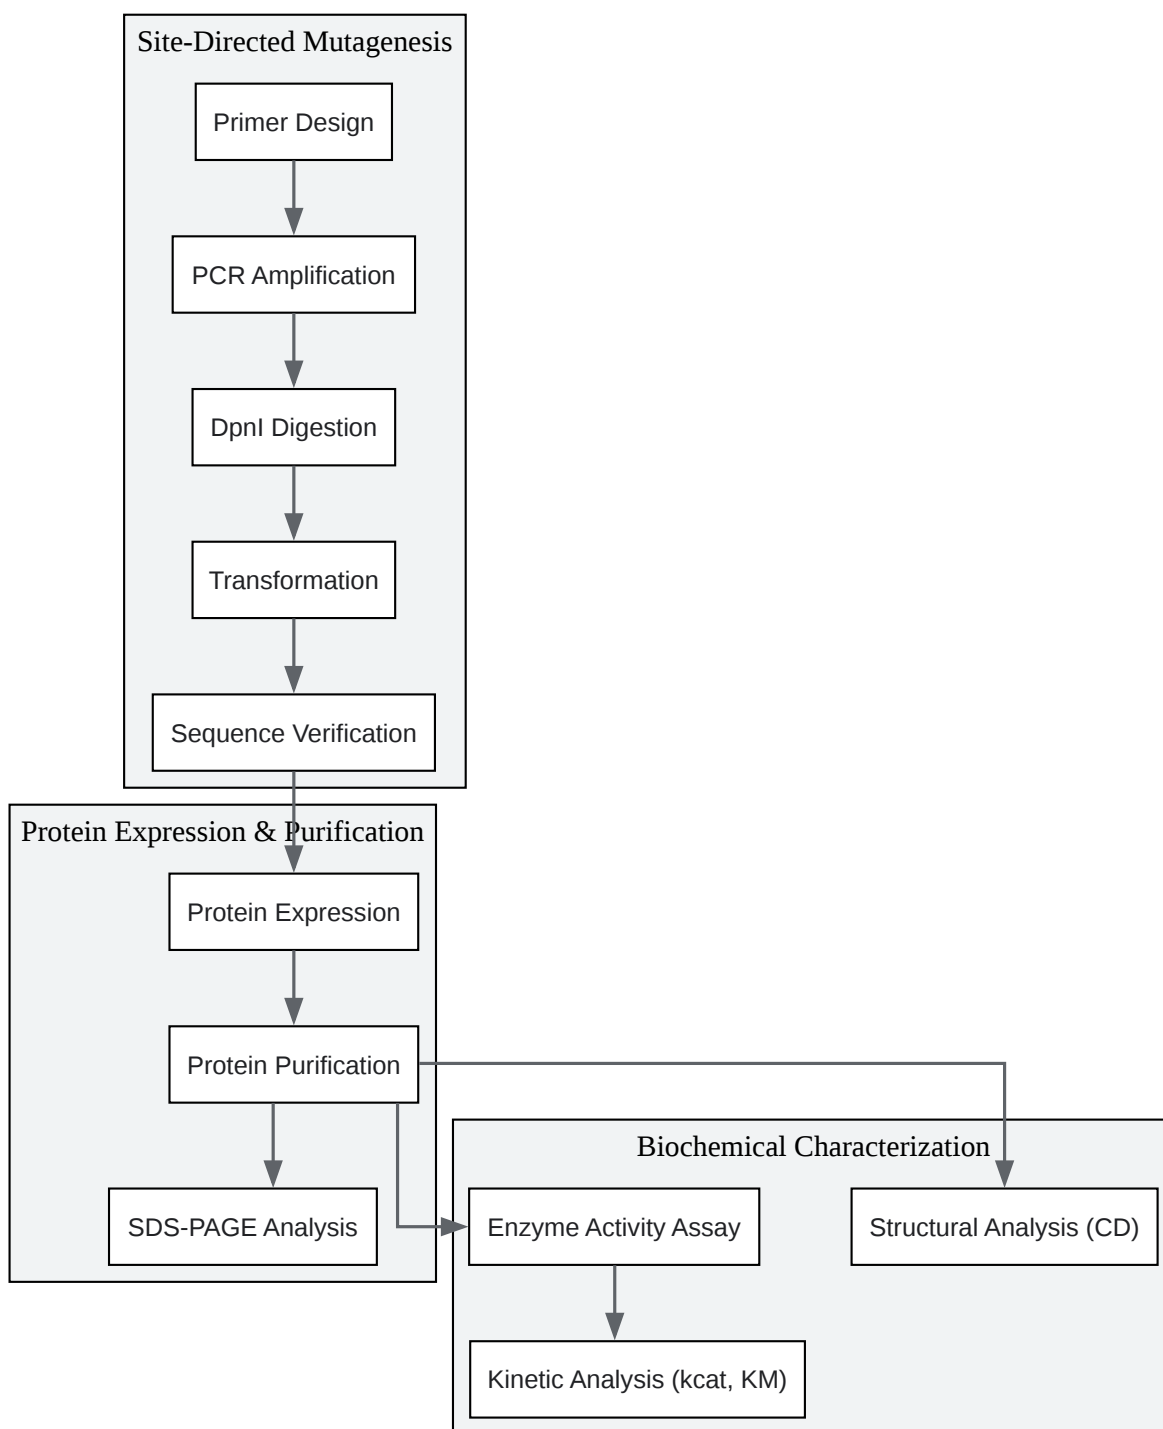 Site-Directed Mutagenesis
Primer Design
PCR Amplification
DpnI Digestion
Transformation
Sequence Verification
Protein Expression & Purification
Protein Expression
Protein Purification
SDS-PAGE Analysis
Biochemical Characterization
Enzyme Activity Assay
Structural Analysis (CD)
Kinetic Analysis (kcat, KM)